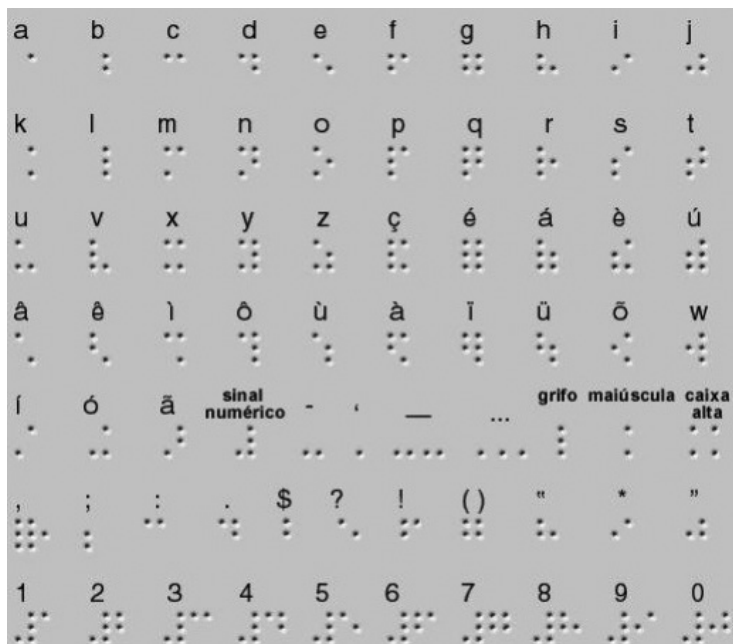 a b c d e f g h i j
k l m n o p q r s t
u v x y z ç é á è ú
â ê ì ô ù à ï ü õ w
í ó ã sinal numérico - ‘ — ... grifo maiúscula caixa alta
, ; : . $ ? ! ( ) “ * ”
1 2 3 4 5 6 7 8 9 0